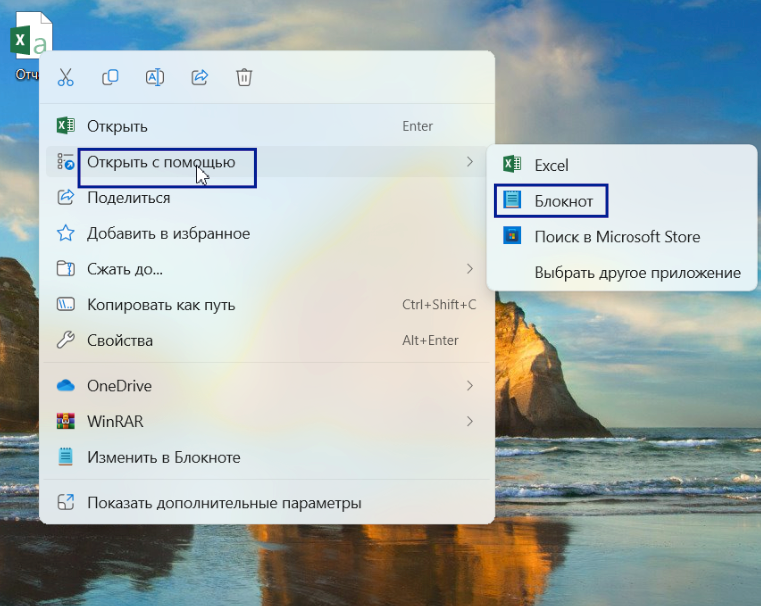 Отч
Открыть Enter
Открыть с помощью
Поделиться
Добавить в избранное
Сжать до...
Копировать как путь Ctrl+Shift+C
Свойства Alt+Enter
OneDrive
WinRAR
Изменить в Блокноте
Показать дополнительные параметры
Excel
Блокнот
Поиск в Microsoft Store
Выбрать другое приложение